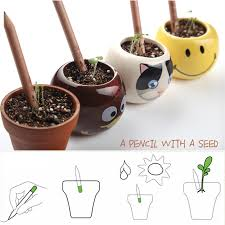 A PENCIL WITH A SEED